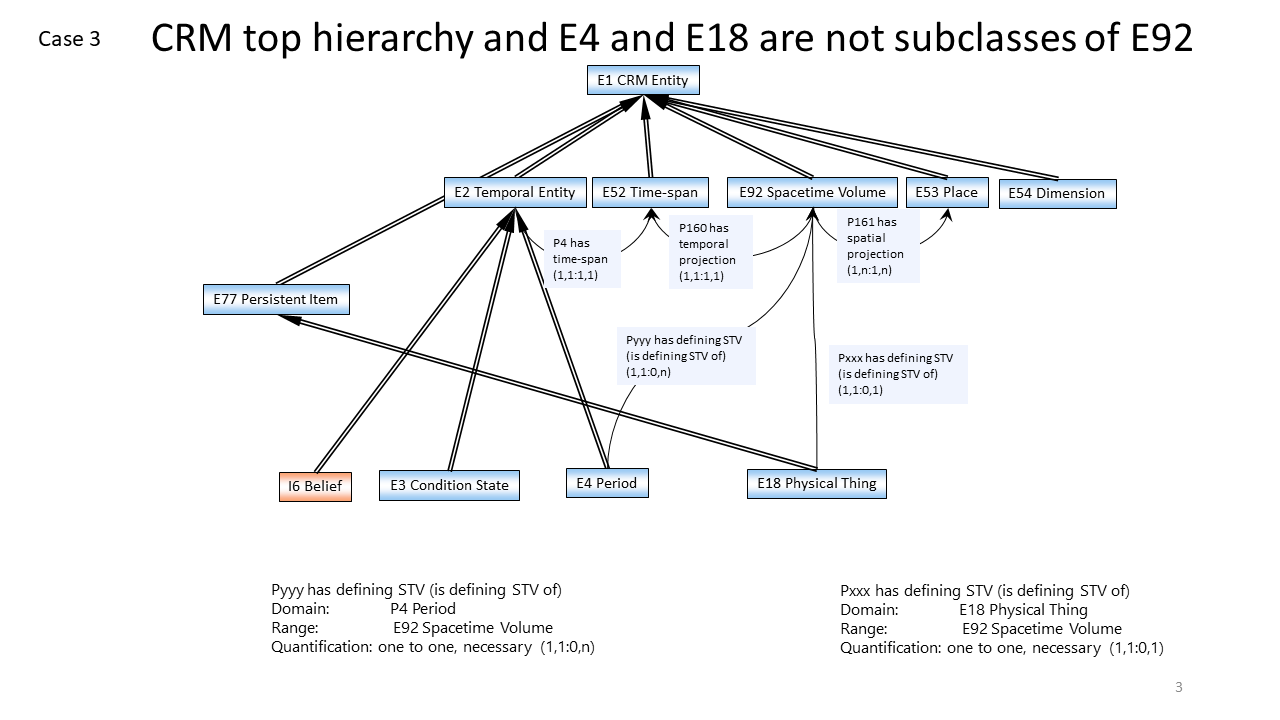 Case 3
CRM top hierarchy and E4 and E18 are not subclasses of E92
E1 CRM Entity
E2 Temporal Entity
E52 Time-span
E92 Spacetime Volume
E53 Place
E54 Dimension
P4 has
time-span
(1,1:1,1)
P160 has
temporal
projection
(1,1:1,1)
P161 has
spatial
projection
(1,n:1,n)
E77 Persistent Item
Pyyy has defining STV
(is defining STV of)
(1,1:0,n)
Pxxx has defining STV
(is defining STV of)
(1,1:0,1)
I6 Belief
E3 Condition State
E4 Period
E18 Physical Thing
Pyyy has defining STV (is defining STV of)
Domain: P4 Period
Range: E92 Spacetime Volume
Quantification: one to one, necessary (1,1:0,n)
Pxxx has defining STV (is defining STV of)
Domain: E18 Physical Thing
Range: E92 Spacetime Volume
Quantification: one to one, necessary (1,1:0,1)
3